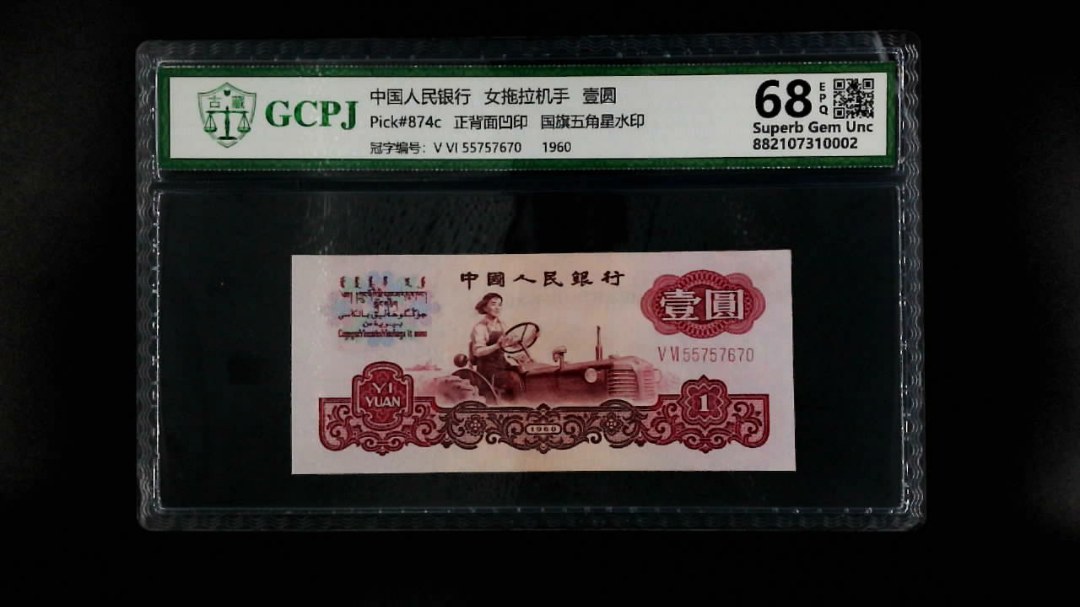 古藏
GCPJ
中国人民银行 女拖拉机手 壹圆
Pick#874c 正背面凹印 国旗五角星水印
冠字编号: V VI 55757670 1960
68 EPQ
Superb Gem Unc
882107310002
中國人民銀行
壹圓
V VI 55757670
YI
YUAN
1
1960